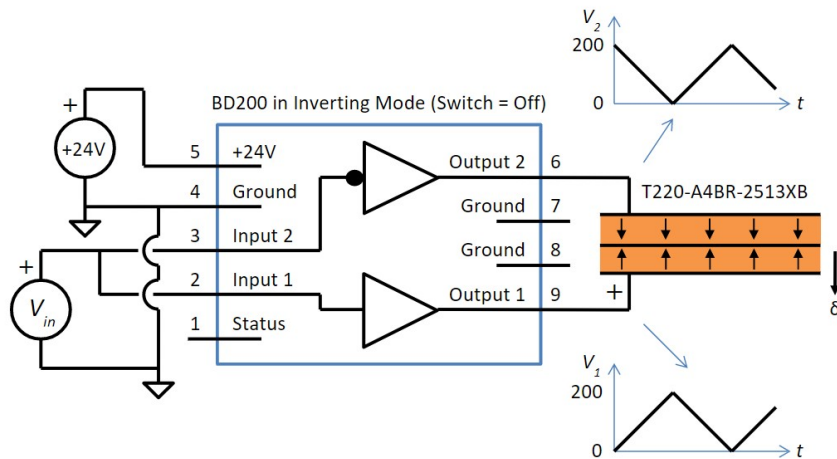 V2
200
0
t
BD200 in Inverting Mode (Switch = Off)
+
+24V
5
+24V
4
Ground
3
Input 2
2
Input 1
1
Status
+
Vin
Output 2
6
Ground
7
Ground
8
Output 1
9
T220-A4BR-2513XB
+
δ
V1
200
0
t